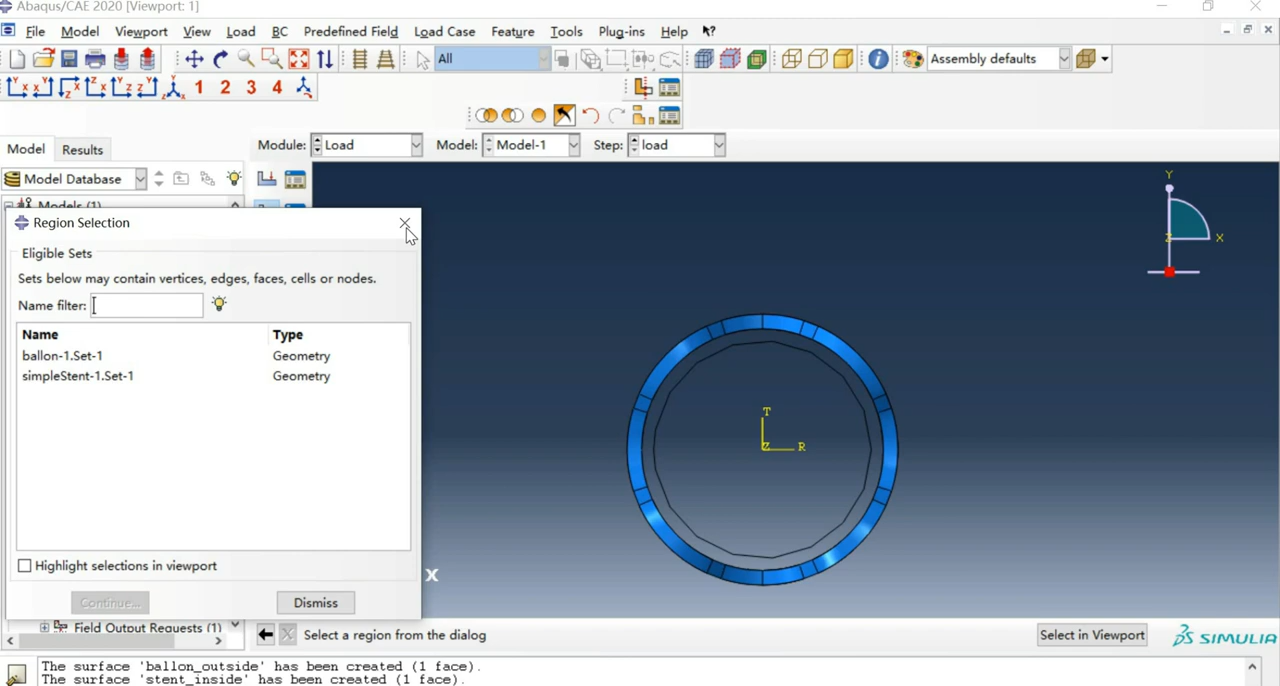 Abaqus/CAE 2020 [Viewport: 1]
File Model Viewport View Load BC Predefined Field Load Case Feature Tools Plug-ins Help
All
Assembly defaults
1 2 3 4
Model Results
Module: Load Model: Model-1 Step: load
Model Database
Models (1)
Region Selection
Eligible Sets
Sets below may contain vertices, edges, faces, cells or nodes.
Name filter:
Name Type
ballon-1.Set-1 Geometry
simpleStent-1.Set-1 Geometry
Highlight selections in viewport
Continue... Dismiss
Y
X
Z
T
Z R
X
Field Output Requests (1)
Select a region from the dialog
Select in Viewport
SIMULIA
The surface 'ballon_outside' has been created (1 face).
The surface 'stent_inside' has been created (1 face).